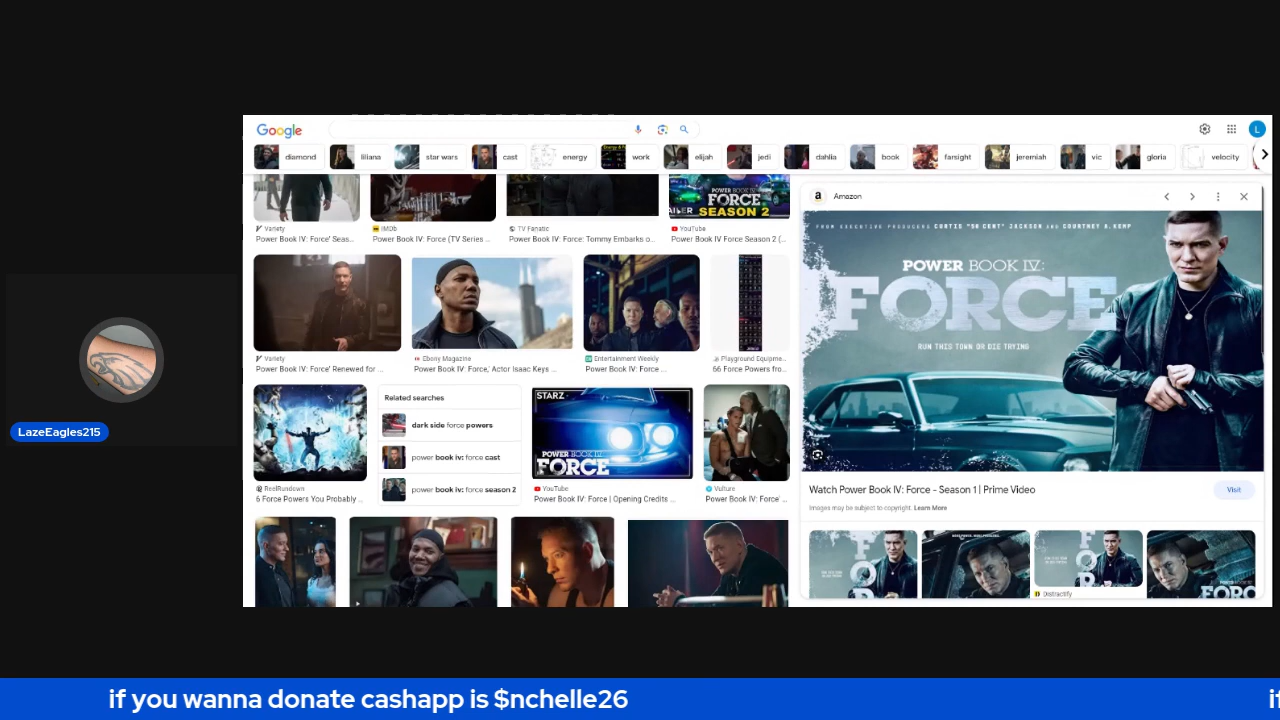 Google
diamond
liliana
star wars
cast
energy
work
elijah
jedi
dahlia
book
farsight
jeremiah
vic
gloria
velocity
L
Variety
Power Book IV: Force' Seas...
IMDb
Power Book IV: Force (TV Series ...
TV Fanatic
Power Book IV: Force: Tommy Embarks o...
POWER BOOK IV
FORCE
AILER SEASON 2
YouTube
Power Book IV Force Season 2 (...
Variety
Power Book IV: Force' Renewed for ...
Ebony Magazine
Power Book IV: Force,' Actor Isaac Keys ...
Entertainment Weekly
Power Book IV: Force ...
Playground Equipme...
66 Force Powers fro...
ReelRundown
6 Force Powers You Probably ...
Related searches
dark side force powers
power book iv: force cast
power book iv: force season 2
STARZ
POWER BOOK IV:
FORCE
YouTube
Power Book IV: Force | Opening Credits ...
Vulture
Power Book IV: Force' ...
a
Amazon
FROM EXECUTIVE PRODUCERS CURTIS "50 CENT" JACKSON AND COURTNEY A. KEMP
POWER BOOK IV:
FORCE
RUN THIS TOWN OR DIE TRYING
Watch Power Book IV: Force - Season 1 | Prime Video
Visit
Images may be subject to copyright. Learn More
Distractify
LazeEagles215
if you wanna donate cashapp is $nchelle26
if